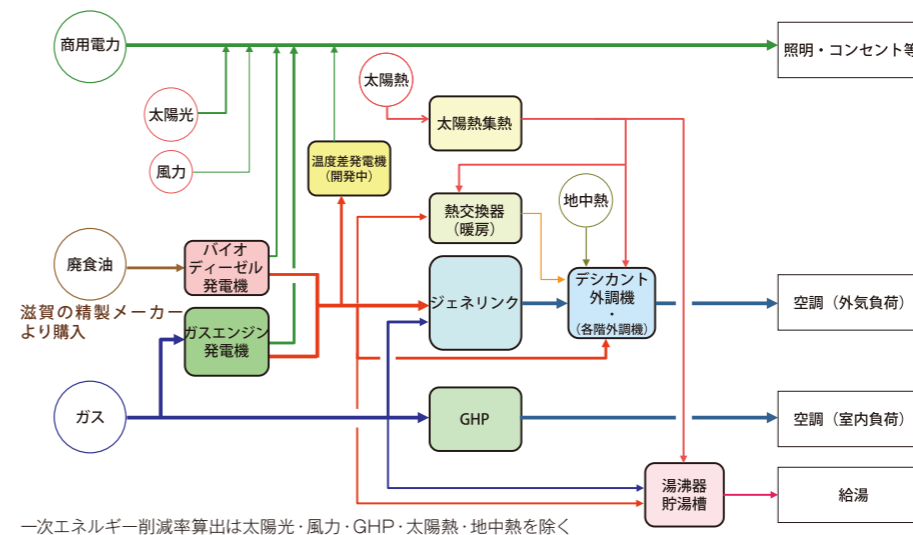 商用電力
照明・コンセント等
太陽光
風力
太陽熱
太陽熱集熱
温度差発電機
（開発中）
熱交換器
（暖房）
地中熱
廃食油
滋賀の精製メーカー
より購入
バイオ
ディーゼル
発電機
ガスエンジン
発電機
ジェネリンク
デシカント
外調機
・
（各階外調機）
空調（外気負荷）
ガス
GHP
空調（室内負荷）
湯沸器
貯湯槽
給湯
一次エネルギー削減率算出は太陽光・風力・GHP・太陽熱・地中熱を除く